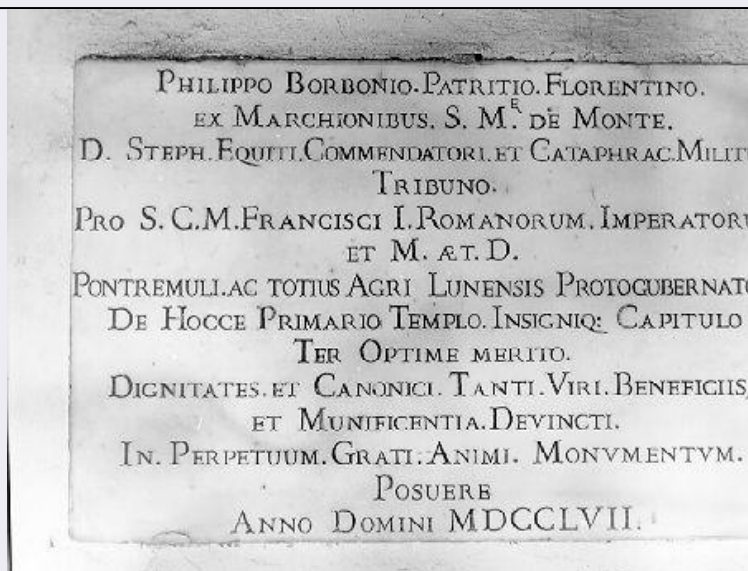 PHILIPPO BORBONIO.PATRITIO.FLORENTINO.
EX MARCHIONIBUS. S. M.E DE MONTE.
D. STEPH.EQUITI.COMMENDATORI.ET CATAPHRAC.MILIT
TRIBUNO.
PRO S. C.M.FRANCISCI I.ROMANORUM.IMPERATORU
ET M. ÆT. D.
PONTREMULI.AC TOTIUS AGRI LUNENSIS PROTOGUBERNATO
DE HOCCE PRIMARIO TEMPLO.INSIGNIQ: CAPITULO
TER OPTIME MERITO.
DIGNITATES.ET CANONICI.TANTI.VIRI.BENEFICIIS,
ET MUNIFICENTIA.DEVINCTI.
IN. PERPETUUM.GRATI.ANIMI. MONVMENTVM.
POSUERE
ANNO DOMINI MDCCLVII.